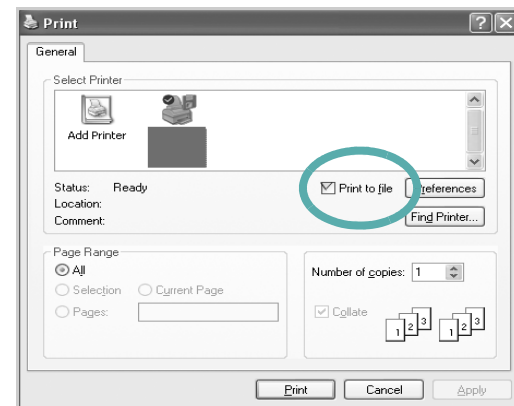 Print
General
Select Printer
Add Printer
Status: Ready
Print to file
Preferences
Location:
Comment:
Find Printer...
Page Range
All
Selection
Current Page
Pages:
Number of copies: 1
Collate
1 2 3
1 2 3
Print
Cancel
Apply